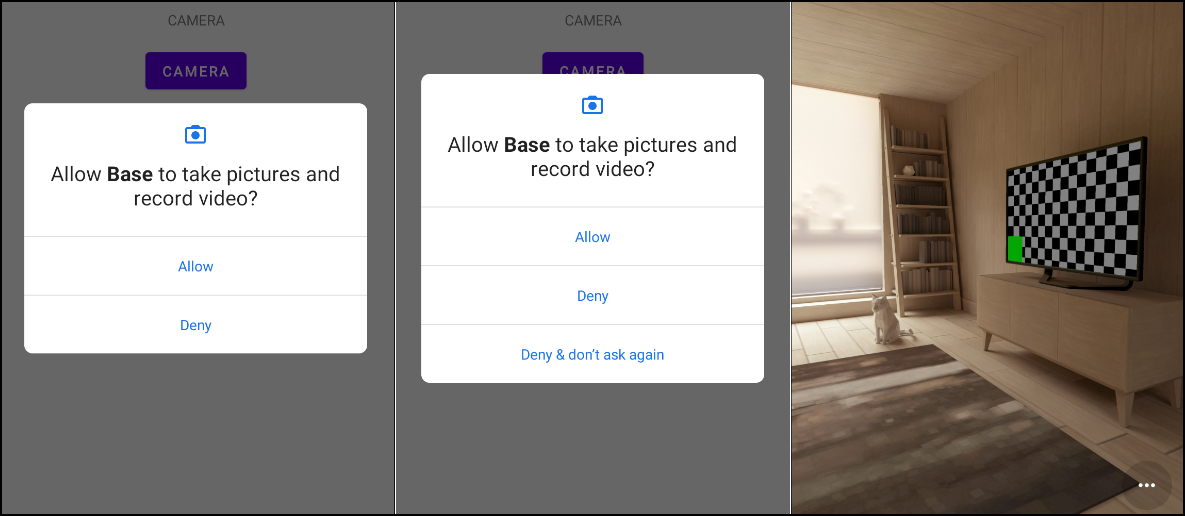 CAMERA
CAMERA
Allow Base to take pictures and
record video?
Allow
Deny
CAMERA
CAMERA
Allow Base to take pictures and
record video?
Allow
Deny
Deny & don't ask again